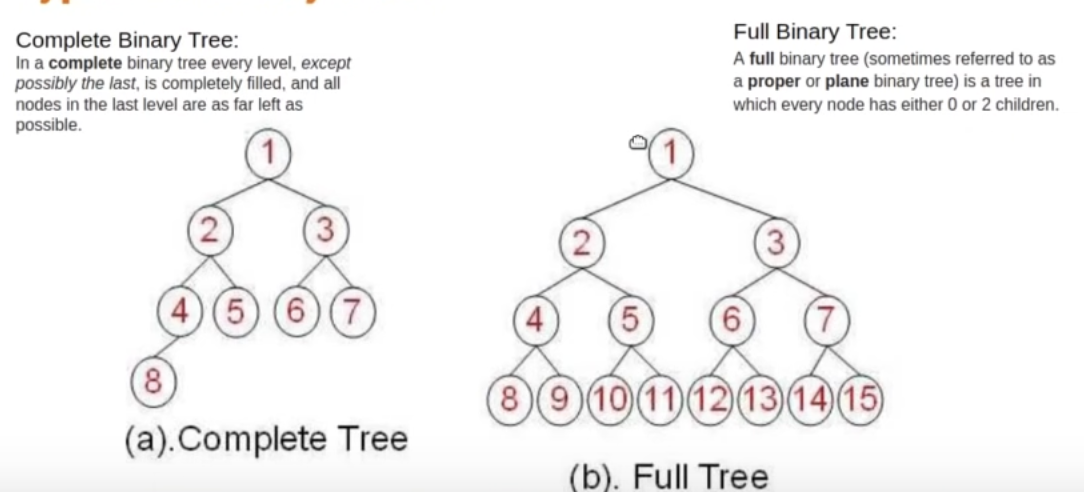 Complete Binary Tree:
In a complete binary tree every level, except
possibly the last, is completely filled, and all
nodes in the last level are as far left as
possible.
Full Binary Tree:
A full binary tree (sometimes referred to as
a proper or plane binary tree) is a tree in
which every node has either 0 or 2 children.
1
2 3
4 5 6 7
8
(a).Complete Tree
1
2 3
4 5 6 7
8 9 10 11 12 13 14 15
(b). Full Tree